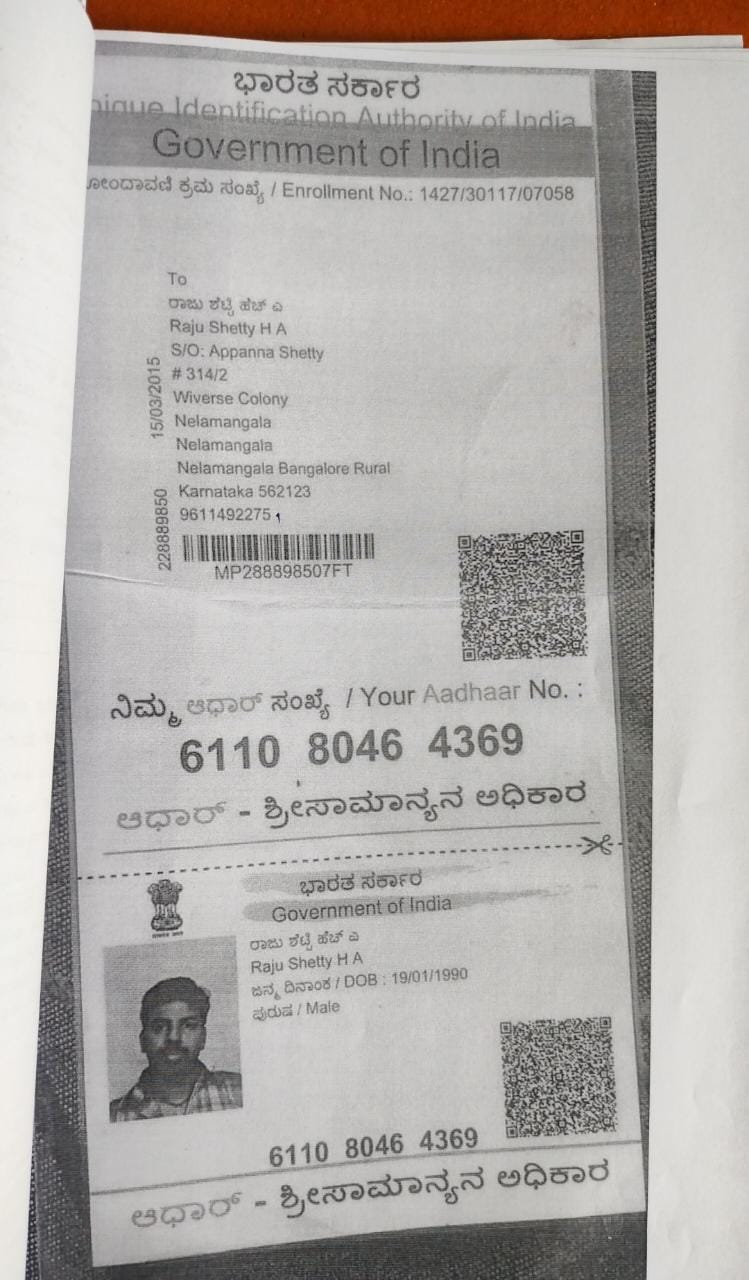 ಭಾರತ ಸರ್ಕಾರ
nique Identification Authority of India
Government of India
ನೋಂದಾವಣಿ ಕ್ರಮ ಸಂಖ್ಯೆ / Enrollment No.: 1427/30117/07058
To
ರಾಜು ಶೆಟ್ಟಿ ಹೆಚ್ ಎ
Raju Shetty H A
S/O: Appanna Shetty
# 314/2
Wiverse Colony
Nelamangala
Nelamangala
Nelamangala Bangalore Rural
Karnataka 562123
9611492275
15/03/2015
228889850
MP288898507FT
ನಿಮ್ಮ ಆಧಾರ್ ಸಂಖ್ಯೆ / Your Aadhaar No. :
6110 8046 4369
ಆಧಾರ್ - ಶ್ರೀಸಾಮಾನ್ಯನ ಅಧಿಕಾರ
ಭಾರತ ಸರ್ಕಾರ
Government of India
ರಾಜು ಶೆಟ್ಟಿ ಹೆಚ್ ಎ
Raju Shetty H A
ಜನ್ಮ ದಿನಾಂಕ / DOB : 19/01/1990
ಪುರುಷ / Male
6110 8046 4369
ಆಧಾರ್ - ಶ್ರೀಸಾಮಾನ್ಯನ ಅಧಿಕಾರ